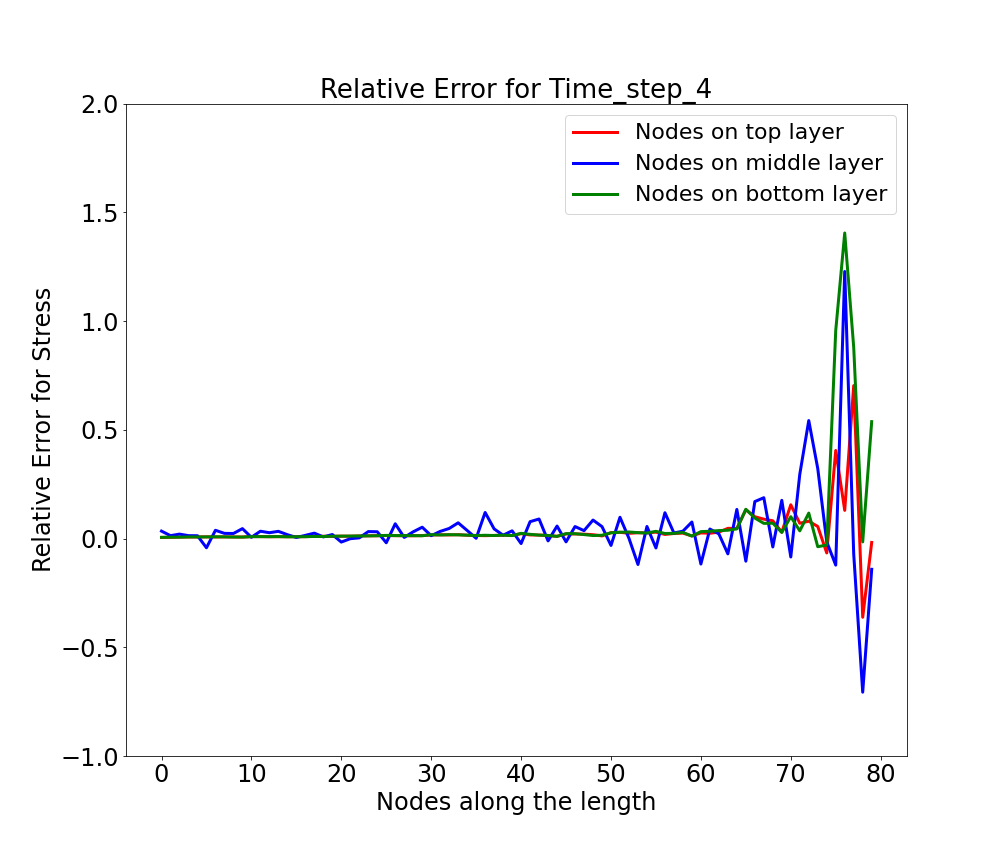 Relative Error for Time_step_4
2.0
1.5
1.0
0.5
0.0
−0.5
−1.0
Relative Error for Stress
Nodes on top layer
Nodes on middle layer
Nodes on bottom layer
0 10 20 30 40 50 60 70 80
Nodes along the length